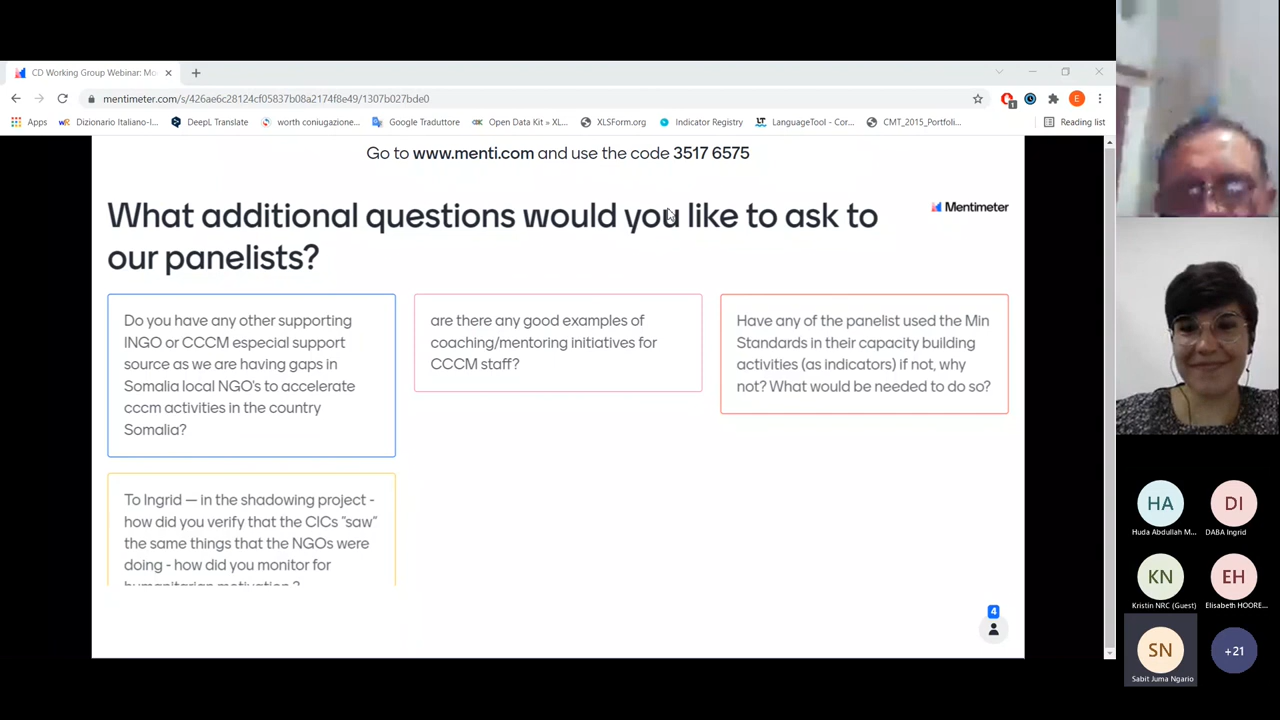 CD Working Group Webinar: Mo
mentimeter.com/s/426ae6c28124cf05837b08a2174f8e49/1307b027bde0
1
E
Apps
Dizionario Italiano-I...
DeepL Translate
worth coniugazione...
Google Traduttore
Open Data Kit » XL...
XLSForm.org
Indicator Registry
LanguageTool - Cor...
CMT_2015_Portfoli...
Reading list
Go to www.menti.com and use the code 3517 6575
What additional questions would you like to ask to
our panelists?
Mentimeter
Do you have any other supporting
INGO or CCCM especial support
source as we are having gaps in
Somalia local NGO's to accelerate
cccm activities in the country
Somalia?
are there any good examples of
coaching/mentoring initiatives for
CCCM staff?
Have any of the panelist used the Min
Standards in their capacity building
activities (as indicators) if not, why
not? What would be needed to do so?
To Ingrid — in the shadowing project -
how did you verify that the CICs "saw"
the same things that the NGOs were
doing - how did you monitor for
humanitarian motivation ?
4
HA
Huda Abdullah M...
DI
DABA Ingrid
KN
Kristin NRC (Guest)
EH
Elisabeth HOORE...
SN
Sabit Juma Ngario
+21